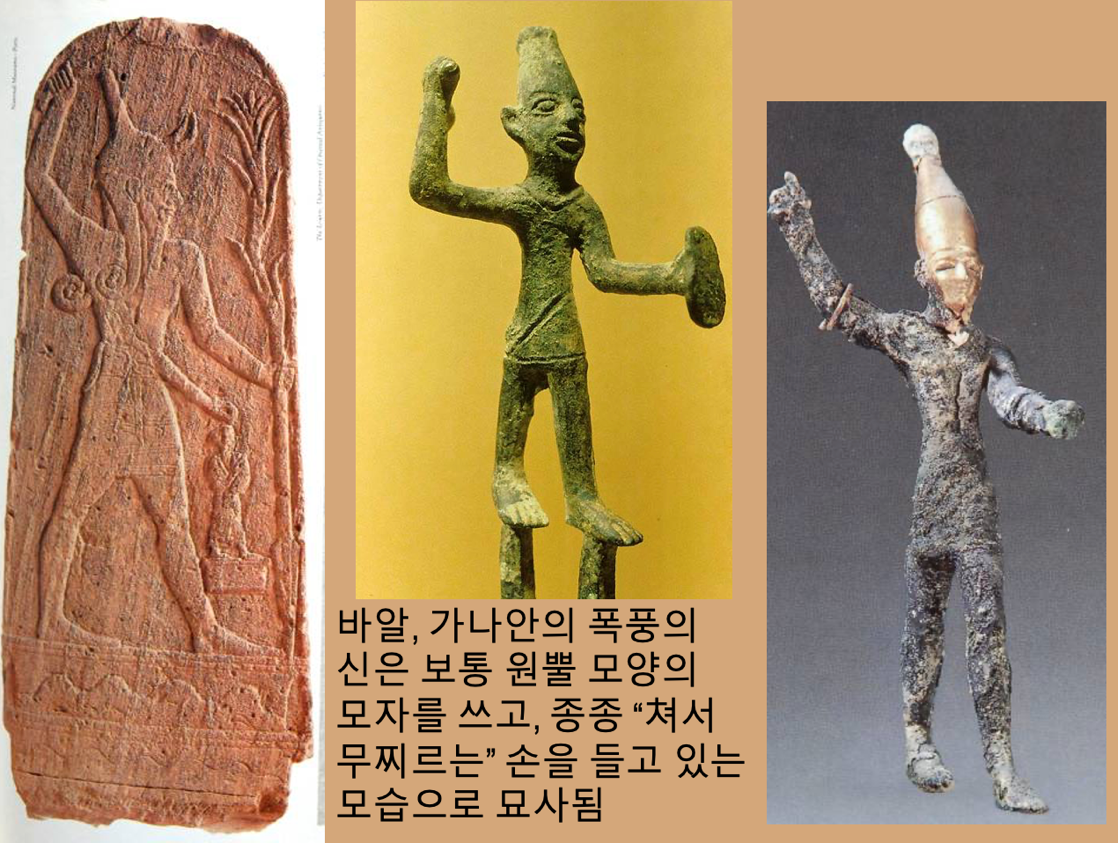 바알, 가나안의 폭풍의
신은 보통 원뿔 모양의
모자를 쓰고, 종종 “쳐서
무찌르는” 손을 들고 있는
모습으로 묘사됨